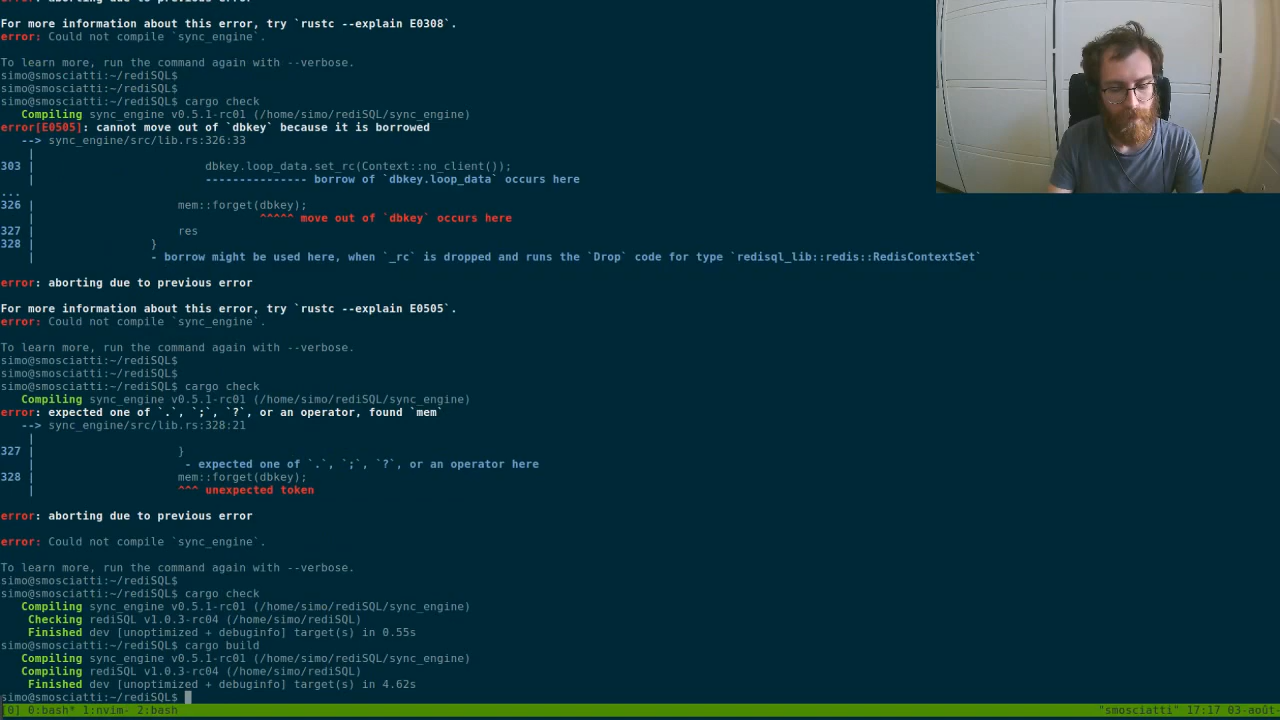 error: aborting due to previous error
For more information about this error, try `rustc --explain E0308`.
error: Could not compile `sync_engine`.
To learn more, run the command again with --verbose.
simo@smosciatti:~/rediSQL$
simo@smosciatti:~/rediSQL$
simo@smosciatti:~/rediSQL$ cargo check
Compiling sync_engine v0.5.1-rc01 (/home/simo/rediSQL/sync_engine)
error[E0505]: cannot move out of `dbkey` because it is borrowed
--> sync_engine/src/lib.rs:326:33
|
303 | dbkey.loop_data.set_rc(Context::no_client());
| --------------- borrow of `dbkey.loop_data` occurs here
...
326 | mem::forget(dbkey);
| ^^^^^ move out of `dbkey` occurs here
327 | res
328 | }
| - borrow might be used here, when `_rc` is dropped and runs the `Drop` code for type `redisql_lib::redis::RedisContextSet`
error: aborting due to previous error
For more information about this error, try `rustc --explain E0505`.
error: Could not compile `sync_engine`.
To learn more, run the command again with --verbose.
simo@smosciatti:~/rediSQL$
simo@smosciatti:~/rediSQL$
simo@smosciatti:~/rediSQL$ cargo check
Compiling sync_engine v0.5.1-rc01 (/home/simo/rediSQL/sync_engine)
error: expected one of `.`, `;`, `?`, or an operator, found `mem`
--> sync_engine/src/lib.rs:328:21
|
327 | }
| - expected one of `.`, `;`, `?`, or an operator here
328 | mem::forget(dbkey);
| ^^^ unexpected token
error: aborting due to previous error
error: Could not compile `sync_engine`.
To learn more, run the command again with --verbose.
simo@smosciatti:~/rediSQL$
simo@smosciatti:~/rediSQL$ cargo check
Compiling sync_engine v0.5.1-rc01 (/home/simo/rediSQL/sync_engine)
Checking rediSQL v1.0.3-rc04 (/home/simo/rediSQL)
Finished dev [unoptimized + debuginfo] target(s) in 0.55s
simo@smosciatti:~/rediSQL$ cargo build
Compiling sync_engine v0.5.1-rc01 (/home/simo/rediSQL/sync_engine)
Compiling rediSQL v1.0.3-rc04 (/home/simo/rediSQL)
Finished dev [unoptimized + debuginfo] target(s) in 4.62s
simo@smosciatti:~/rediSQL$
[0] 0:bash* 1:nvim- 2:bash "smosciatti" 17:17 03-août-